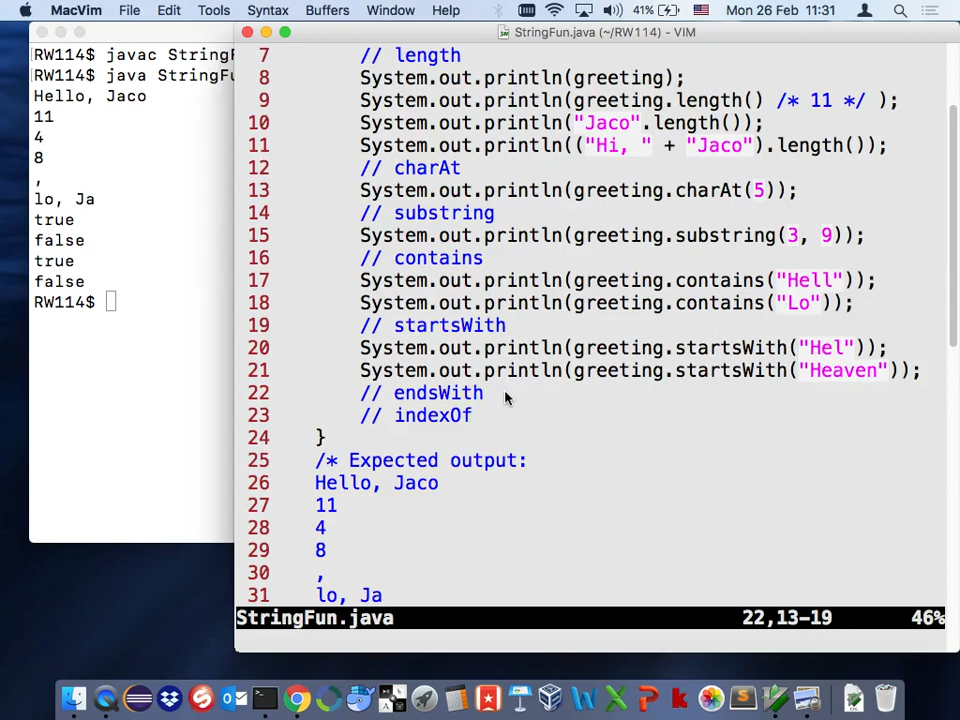 MacVim File Edit Tools Syntax Buffers Window Help 41% Mon 26 Feb 11:31
StringFun.java (~/RW114) - VIM
RW114$ javac StringF
RW114$ java StringFu
Hello, Jaco
11
4
8
,
lo, Ja
true
false
true
false
RW114$
7 // length
8 System.out.println(greeting);
9 System.out.println(greeting.length() /* 11 */ );
10 System.out.println("Jaco".length());
11 System.out.println(("Hi, " + "Jaco").length());
12 // charAt
13 System.out.println(greeting.charAt(5));
14 // substring
15 System.out.println(greeting.substring(3, 9));
16 // contains
17 System.out.println(greeting.contains("Hell"));
18 System.out.println(greeting.contains("Lo"));
19 // startsWith
20 System.out.println(greeting.startsWith("Hel"));
21 System.out.println(greeting.startsWith("Heaven"));
22 // endsWith
23 // indexOf
24 }
25 /* Expected output:
26 Hello, Jaco
27 11
28 4
29 8
30 ,
31 lo, Ja
StringFun.java 22,13-19 46%